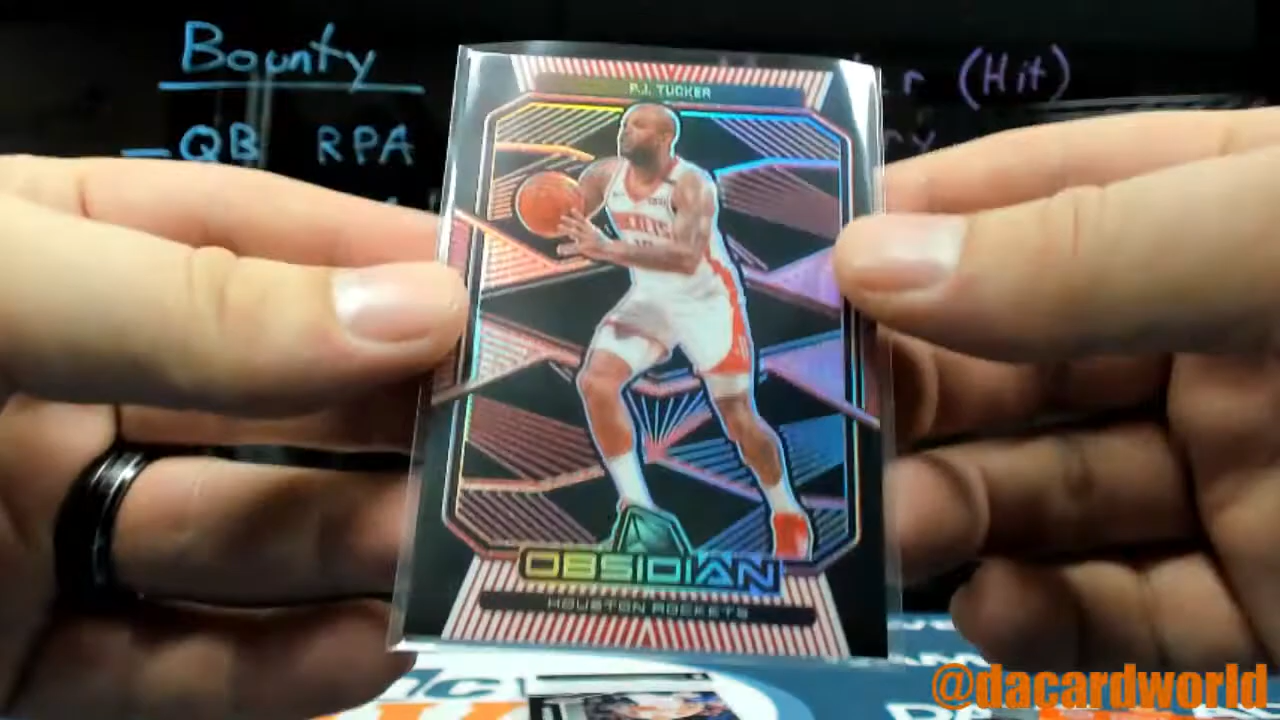 Bounty
(Hit)
- QB RPA
P.J. TUCKER
OBSIDIAN
HOUSTON ROCKETS
@dacardworld